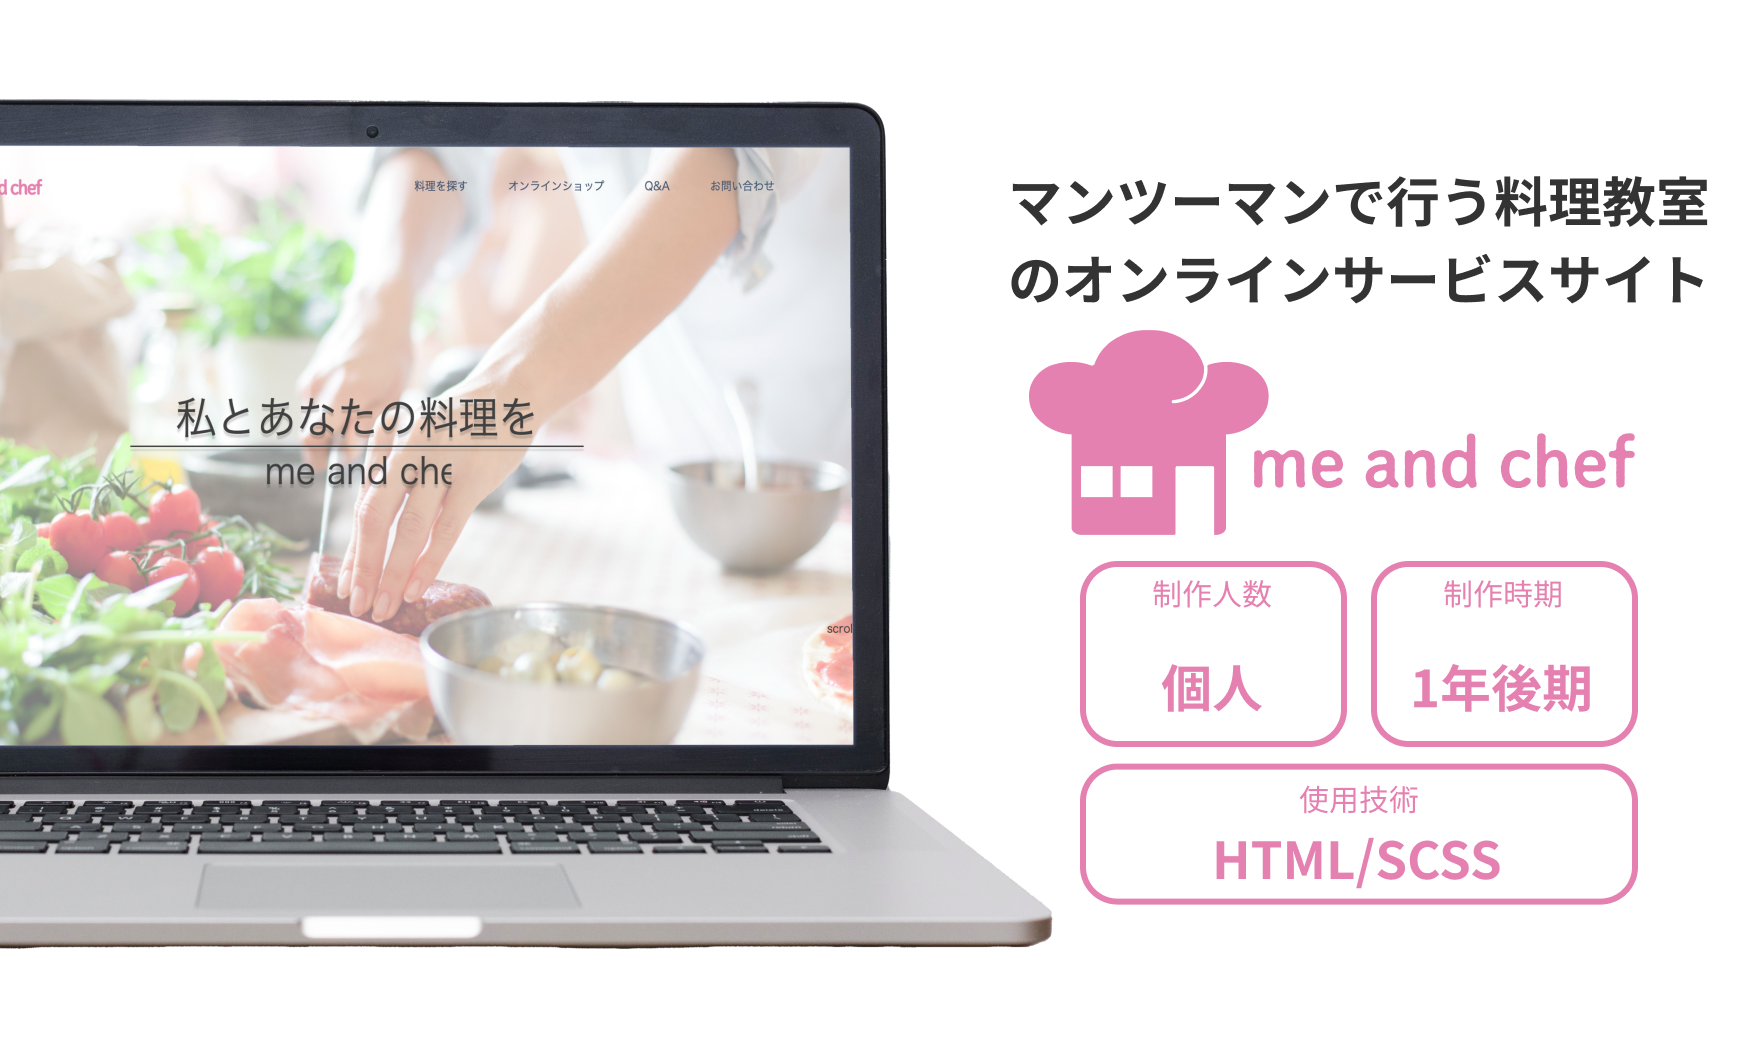 d chef
料理を探す
オンラインショップ
Q&A
お問い合わせ
私とあなたの料理を
me and che
scrol
マンツーマンで行う料理教室
のオンラインサービスサイト
me and chef
制作人数
個人
制作時期
1年後期
使用技術
HTML/SCSS